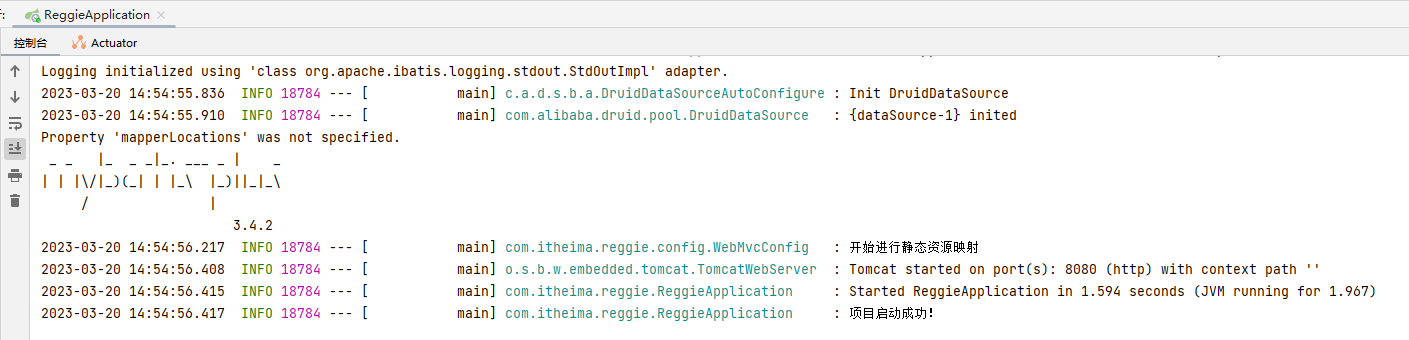 : ReggieApplication ×
控制台 Actuator
Logging initialized using 'class org.apache.ibatis.logging.stdout.StdOutImpl' adapter.
2023-03-20 14:54:55.836  INFO 18784 --- [           main] c.a.d.s.b.a.DruidDataSourceAutoConfigure : Init DruidDataSource
2023-03-20 14:54:55.910  INFO 18784 --- [           main] com.alibaba.druid.pool.DruidDataSource   : {dataSource-1} inited
Property 'mapperLocations' was not specified.
 _ _   |_  _ _|_. ___ _ |    _ 
| | |\/|_)(_| | |_\  |_)||_|_\ 
     /               |         
                        3.4.2 
2023-03-20 14:54:56.217  INFO 18784 --- [           main] com.itheima.reggie.config.WebMvcConfig   : 开始进行静态资源映射
2023-03-20 14:54:56.408  INFO 18784 --- [           main] o.s.b.w.embedded.tomcat.TomcatWebServer  : Tomcat started on port(s): 8080 (http) with context path ''
2023-03-20 14:54:56.415  INFO 18784 --- [           main] com.itheima.reggie.ReggieApplication     : Started ReggieApplication in 1.594 seconds (JVM running for 1.967)
2023-03-20 14:54:56.417  INFO 18784 --- [           main] com.itheima.reggie.ReggieApplication     : 项目启动成功!